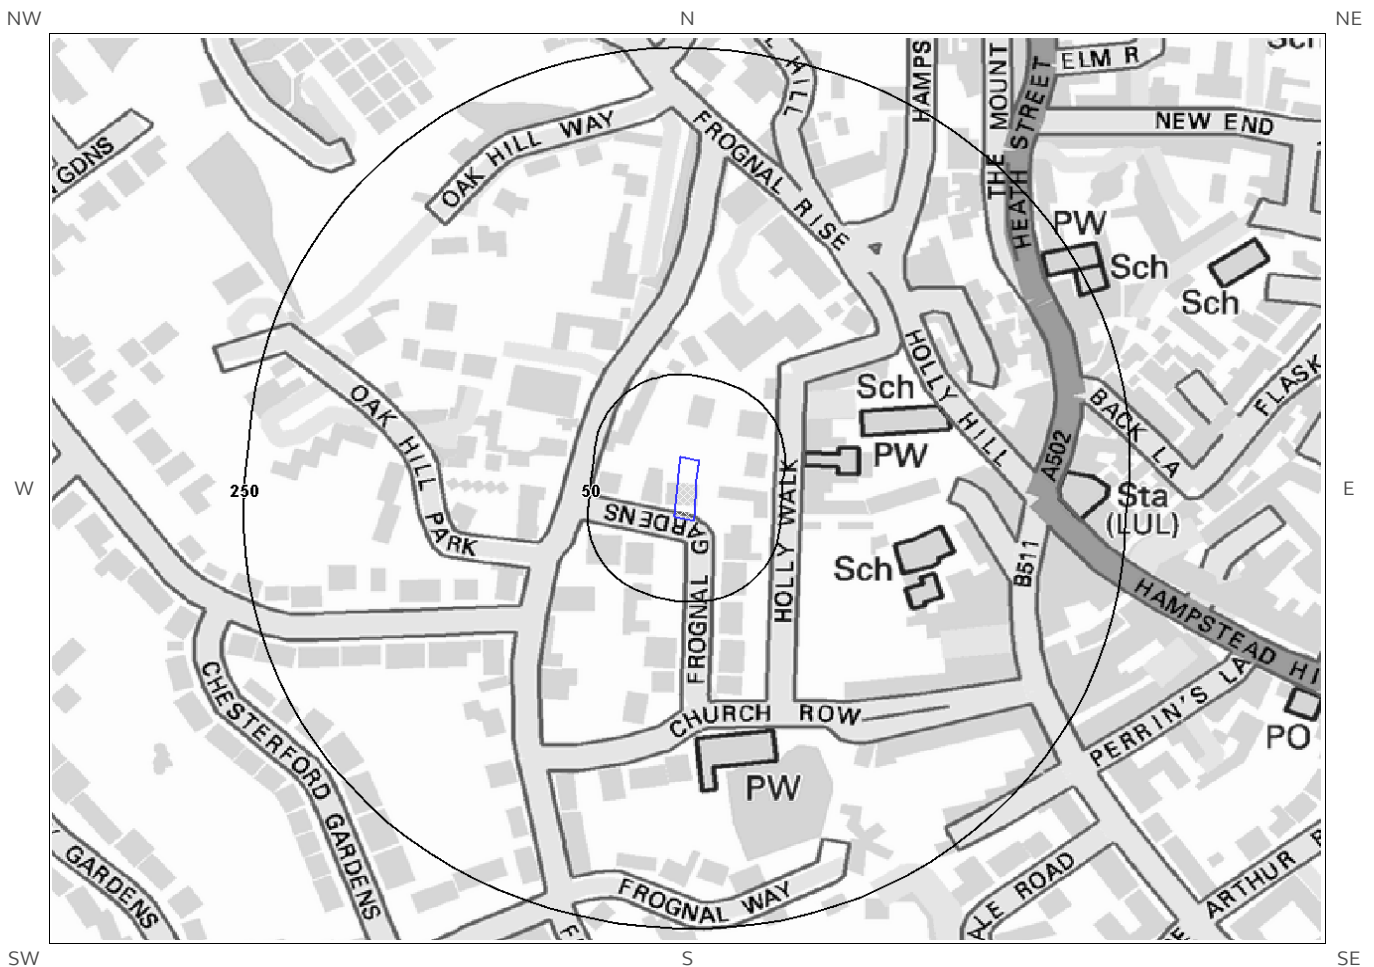 NW
N
NE
L HILL
HAMPS
THE MOUNT
HEATH STREET
ELM R
Sch
NEW END
GDNS
OAK HILL WAY
FROGNAL RISE
PW
Sch
Sch
OAK HILL PARK
HOLLY HILL
Sch
PW
BACK LA
FLASK
A502
W
250
50
E
Sta
(LUL)
FROGNAL GARDENS
HOLLY WALK
Sch
B511
HAMPSTEAD HI
CHESTERFORD GARDENS
CHURCH ROW
PERRIN'S LA
PO
PW
GARDENS
FROGNAL WAY
ALE ROAD
ARTHUR R
SW
S
SE